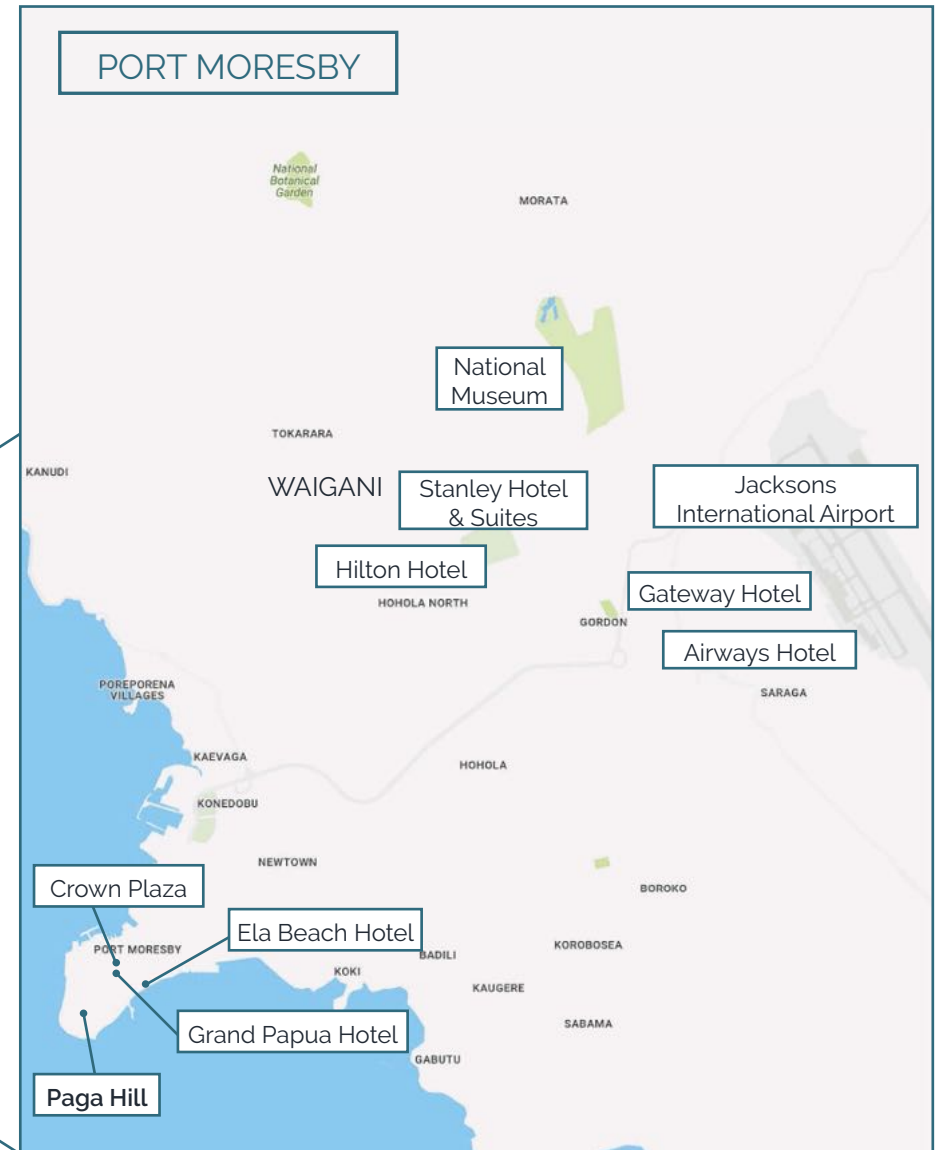 PORT MORESBY
National
Botanical
Garden
MORATA
National
Museum
TOKARARA
KANUDI
WAIGANI
Stanley Hotel
& Suites
Jacksons
International Airport
Hilton Hotel
HOHOLA NORTH
Gateway Hotel
GORDON
Airways Hotel
POREPORENA
VILLAGES
SARAGA
KAEVAGA
HOHOLA
KONEDOBU
NEWTOWN
Crown Plaza
BOROKO
Ela Beach Hotel
PORT MORESBY
BADILI
KOROBOSEA
KOKI
KAUGERE
Grand Papua Hotel
SABAMA
GABUTU
Paga Hill